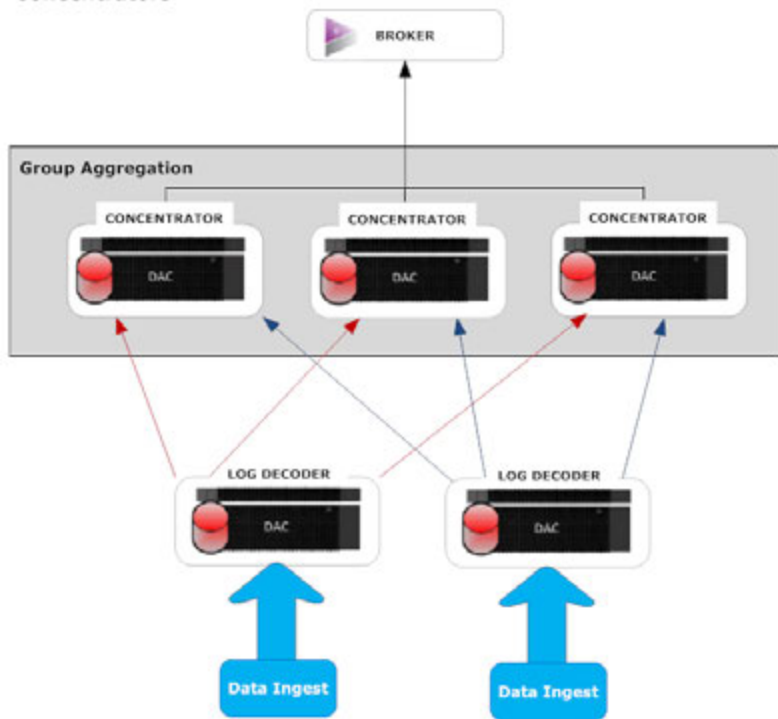 BROKER
Group Aggregation
CONCENTRATOR
CONCENTRATOR
CONCENTRATOR
DAC
DAC
DAC
LOG DECODER
LOG DECODER
DAC
DAC
Data Ingest
Data Ingest